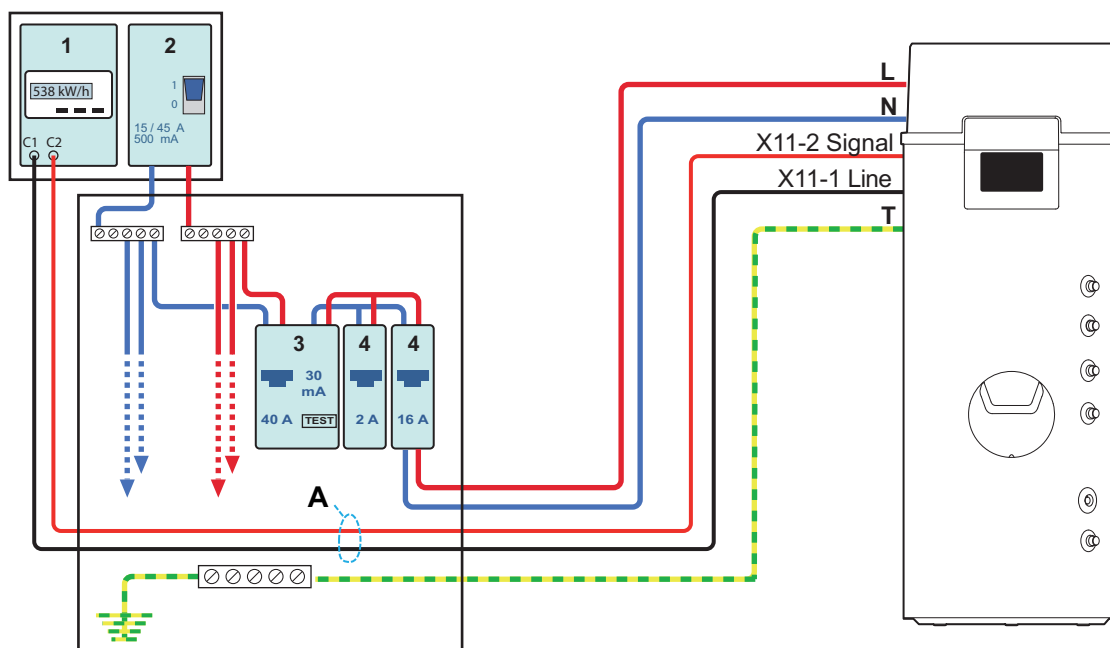 1
2
538 kW/h
1
0
15 / 45 A
500 mA
C1 C2
L
N
X11-2 Signal
X11-1 Line
T
3
4
4
30
mA
40 A
TEST
2 A
16 A
A